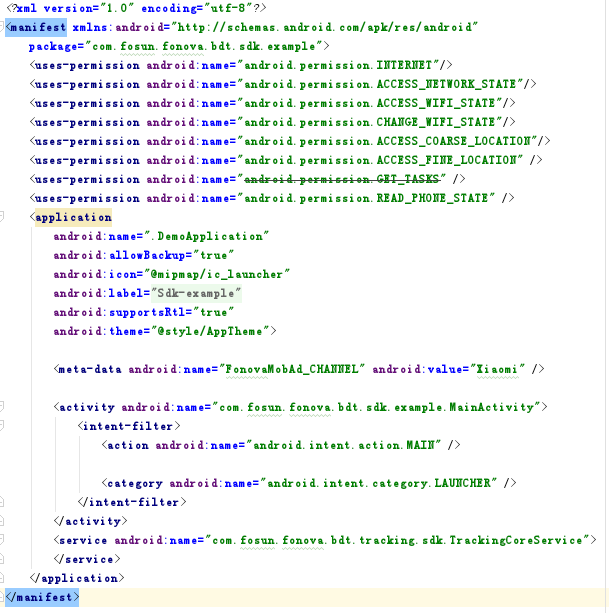 <?xml version="1.0" encoding="utf-8"?>
<manifest xmlns:android="http://schemas.android.com/apk/res/android"
package="com.fosun.fonova.bdt.sdk.example">
<uses-permission android:name="android.permission.INTERNET"/>
<uses-permission android:name="android.permission.ACCESS_NETWORK_STATE"/>
<uses-permission android:name="android.permission.ACCESS_WIFI_STATE"/>
<uses-permission android:name="android.permission.CHANGE_WIFI_STATE"/>
<uses-permission android:name="android.permission.ACCESS_COARSE_LOCATION"/>
<uses-permission android:name="android.permission.ACCESS_FINE_LOCATION" />
<uses-permission android:name="android.permission.GET_TASKS" />
<uses-permission android:name="android.permission.READ_PHONE_STATE" />
<application
android:name=".DemoApplication"
android:allowBackup="true"
android:icon="@mipmap/ic_launcher"
android:label="Sdk-example"
android:supportsRtl="true"
android:theme="@style/AppTheme">
<meta-data android:name="FonovaMobAd_CHANNEL" android:value="Xiaomi" />
<activity android:name="com.fosun.fonova.bdt.sdk.example.MainActivity">
<intent-filter>
<action android:name="android.intent.action.MAIN" />
<category android:name="android.intent.category.LAUNCHER" />
</intent-filter>
</activity>
<service android:name="com.fosun.fonova.bdt.tracking.sdk.TrackingCoreService">
</service>
</application>
</manifest>